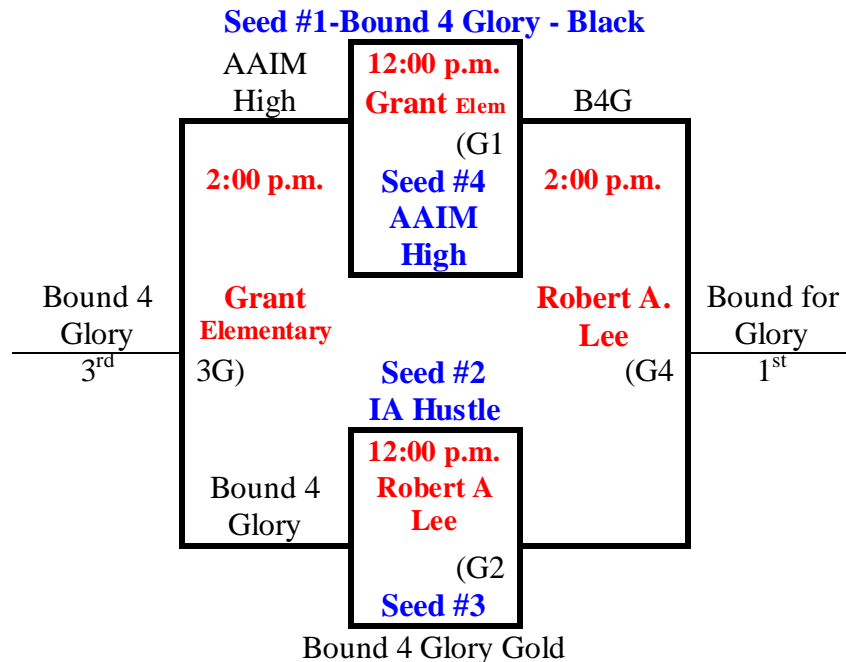 Seed #1-Bound 4 Glory - Black
AAIM
High
12:00 p.m.
Grant Elem
(G1
B4G
2:00 p.m.
Seed #4
AAIM
High
2:00 p.m.
Bound 4
Glory
3rd
Grant
Elementary
3G)
Robert A.
Lee
(G4
Bound for
Glory
1st
Seed #2
IA Hustle
12:00 p.m.
Robert A
Lee
(G2
Seed #3
Bound 4
Glory
Bound 4 Glory Gold